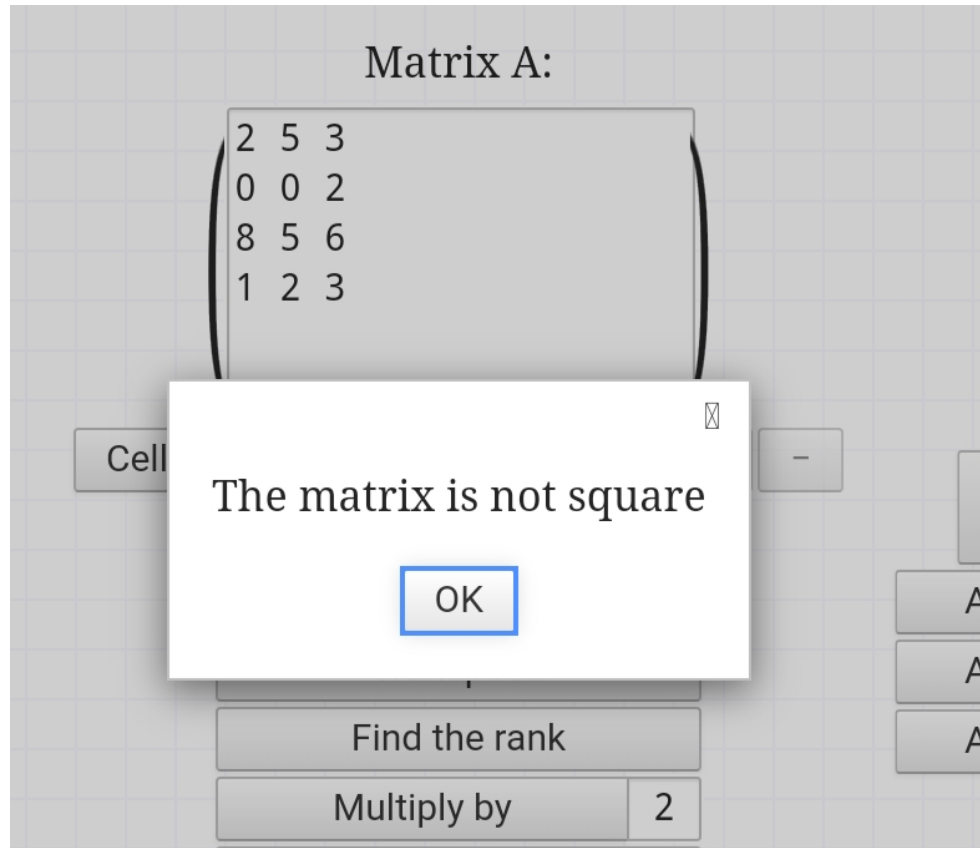 Matrix A:
2 5 3
0 0 2
8 5 6
1 2 3
Cell
−
The matrix is not square
OK
A
A
Find the rank
A
Multiply by 2